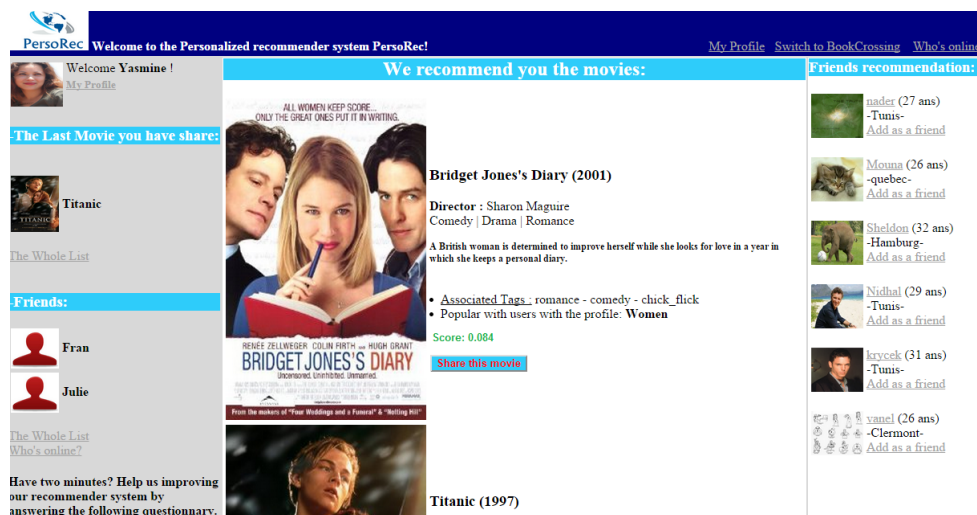 PersoRec
Welcome to the Personalized recommender system PersoRec!
My Profile Switch to BookCrossing Who's online
Welcome Yasmine !
My Profile
-The Last Movie you have share:
TITANIC
Titanic
The Whole List
-Friends:
Fran
Julie
The Whole List
Who's online?
Have two minutes? Help us improving
our recommender system by
answering the following questionnary.
We recommend you the movies:
ALL WOMEN KEEP SCORE...
ONLY THE GREAT ONES PUT IT IN WRITING.
RENÉE ZELLWEGER COLIN FIRTH AND HUGH GRANT
BRIDGET JONES'S DIARY
Uncensored. Uninhibited. Unmarried.
From the makers of "Four Weddings and a Funeral" & "Notting Hill"
Bridget Jones's Diary (2001)
Director : Sharon Maguire
Comedy | Drama | Romance
A British woman is determined to improve herself while she looks for love in a year in
which she keeps a personal diary.
• Associated Tags : romance - comedy - chick_flick
• Popular with users with the profile: Women
Score: 0.084
Share this movie
Titanic (1997)
Friends recommendation:
nader (27 ans)
-Tunis-
Add as a friend
Mouna (26 ans)
-quebec-
Add as a friend
Sheldon (32 ans)
-Hamburg-
Add as a friend
Nidhal (29 ans)
-Tunis-
Add as a friend
krycek (31 ans)
-Tunis-
Add as a friend
vanel (26 ans)
-Clermont-
Add as a friend